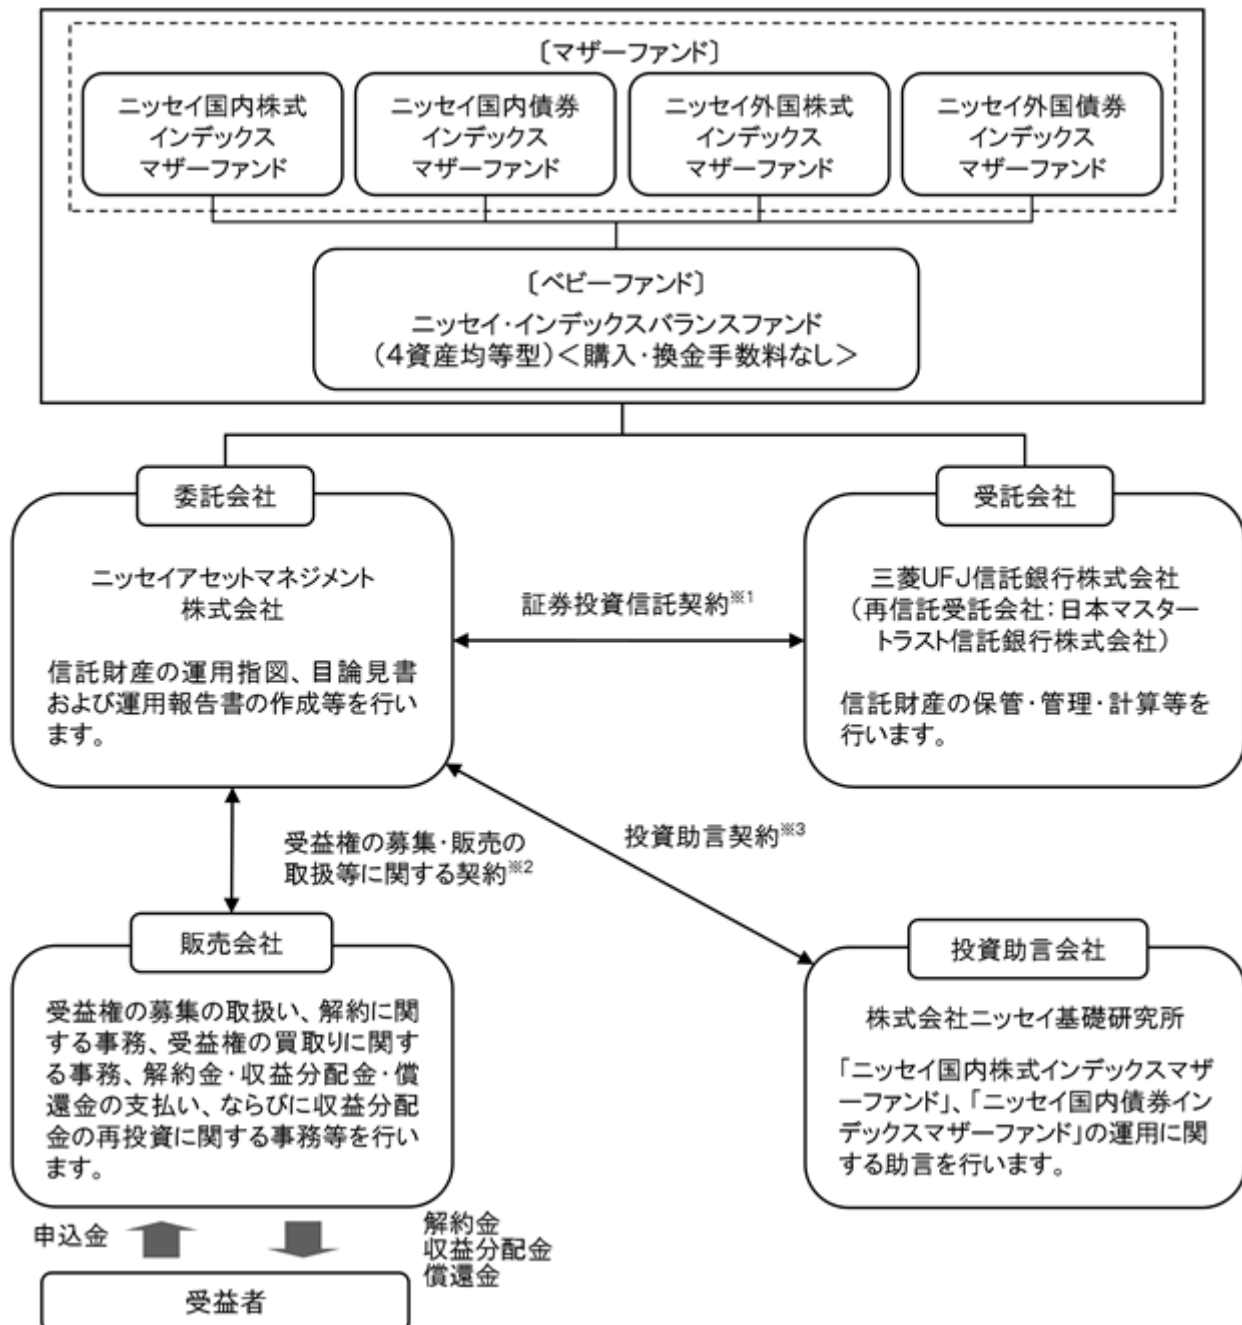 〔マザーファンド〕
ニッセイ国内株式
インデックス
マザーファンド
ニッセイ国内債券
インデックス
マザーファンド
ニッセイ外国株式
インデックス
マザーファンド
ニッセイ外国債券
インデックス
マザーファンド
〔ベビーファンド〕
ニッセイ・インデックスバランスファンド
(4資産均等型)<購入・換金手数料なし>
委託会社
ニッセイアセットマネジメント
株式会社
信託財産の運用指図、目論見書
および運用報告書の作成等を行い
ます。
証券投資信託契約※1
受託会社
三菱UFJ信託銀行株式会社
(再信託受託会社:日本マスター
トラスト信託銀行株式会社)
信託財産の保管・管理・計算等を
行います。
受益権の募集・販売の
取扱等に関する契約※2
投資助言契約※3
販売会社
受益権の募集の取扱い、解約に関
する事務、受益権の買取りに関す
る事務、解約金・収益分配金・償
還金の支払い、ならびに収益分配
金の再投資に関する事務等を行い
ます。
投資助言会社
株式会社ニッセイ基礎研究所
「ニッセイ国内株式インデックスマザ
ーファンド」、「ニッセイ国内債券イン
デックスマザーファンド」の運用に関
する助言を行います。
申込金
解約金
収益分配金
償還金
受益者